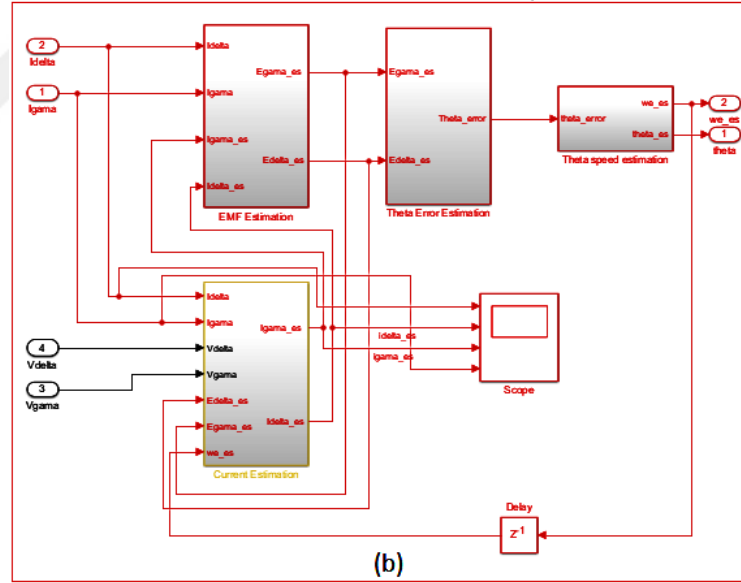 2
Idelta
1
Igama
Idelta
Igama
Igama_es
Idelta_es
Egama_es
Edelta_es
EMF Estimation
Egama_es
Edelta_es
Theta_error
Theta Error Estimation
theta_error
we_es
theta_es
Theta speed estimation
2
we_es
1
theta
Idelta
Igama
Vdelta
Vgama
Edelta_es
Egama_es
we_es
Igama_es
Idelta_es
Current Estimation
4
Vdelta
3
Vgama
idelta_es
igama_es
Scope
Delay
Z-1
(b)